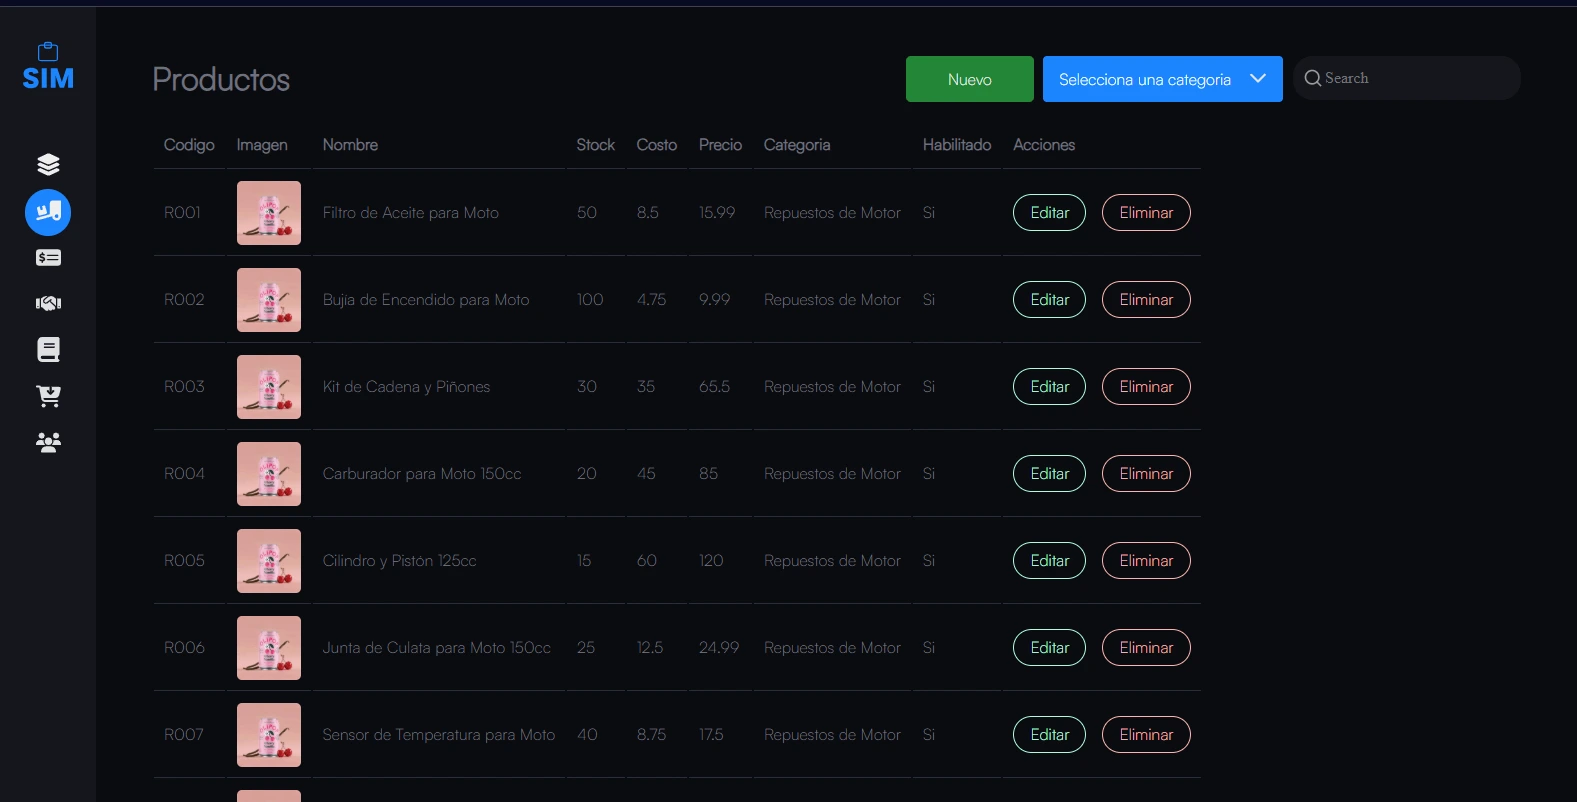 SIM
Productos
Nuevo
Selecciona una categoria
Search
Codigo Imagen Nombre Stock Costo Precio Categoria Habilitado Acciones
R001 Filtro de Aceite para Moto 50 8.5 15.99 Repuestos de Motor Si Editar Eliminar
R002 Bujía de Encendido para Moto 100 4.75 9.99 Repuestos de Motor Si Editar Eliminar
R003 Kit de Cadena y Piñones 30 35 65.5 Repuestos de Motor Si Editar Eliminar
R004 Carburador para Moto 150cc 20 45 85 Repuestos de Motor Si Editar Eliminar
R005 Cilindro y Pistón 125cc 15 60 120 Repuestos de Motor Si Editar Eliminar
R006 Junta de Culata para Moto 150cc 25 12.5 24.99 Repuestos de Motor Si Editar Eliminar
R007 Sensor de Temperatura para Moto 40 8.75 17.5 Repuestos de Motor Si Editar Eliminar